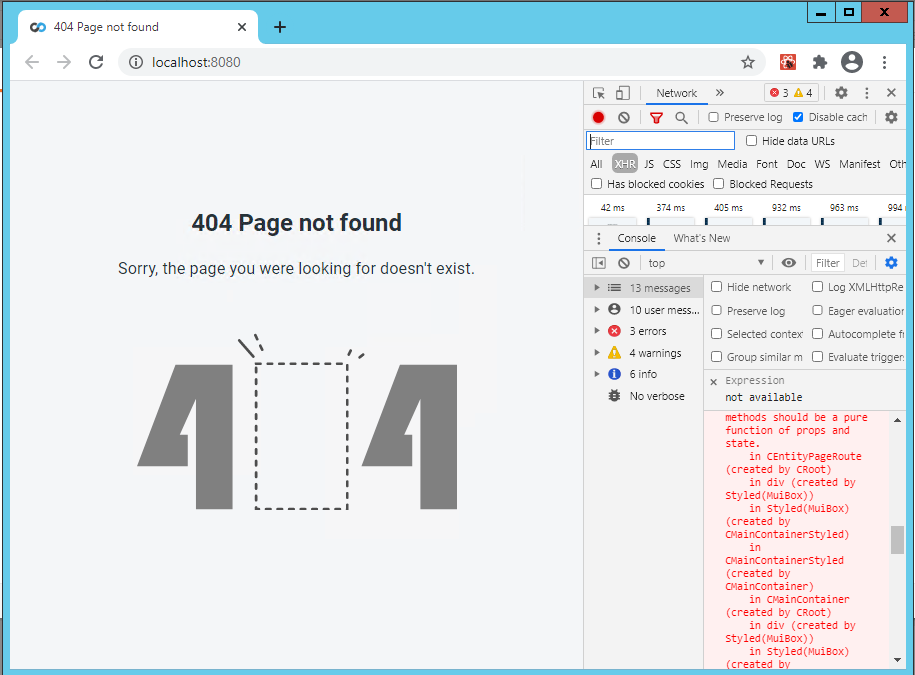 404 Page not found
localhost:8080
Network
3
4
Preserve log
Disable cach
Filter
Hide data URLs
All XHR JS CSS Img Media Font Doc WS Manifest Oth
Has blocked cookies
Blocked Requests
42 ms 374 ms 405 ms 932 ms 963 ms 994
Console
What's New
top
Filter
Def
13 messages
10 user mess...
3 errors
4 warnings
6 info
No verbose
Hide network
Log XMLHttpRe
Preserve log
Eager evaluation
Selected contex
Autocomplete f
Group similar m
Evaluate trigger
Expression
not available
methods should be a pure
function of props and
state.
in CEntityPageRoute
(created by CRoot)
in div (created by
Styled(MuiBox))
in Styled(MuiBox)
(created by
CMainContainerStyled)
in
CMainContainerStyled
(created by
CMainContainer)
in CMainContainer
(created by CRoot)
in div (created by
Styled(MuiBox))
in Styled(MuiBox)
(created by
404 Page not found
Sorry, the page you were looking for doesn't exist.
4 4